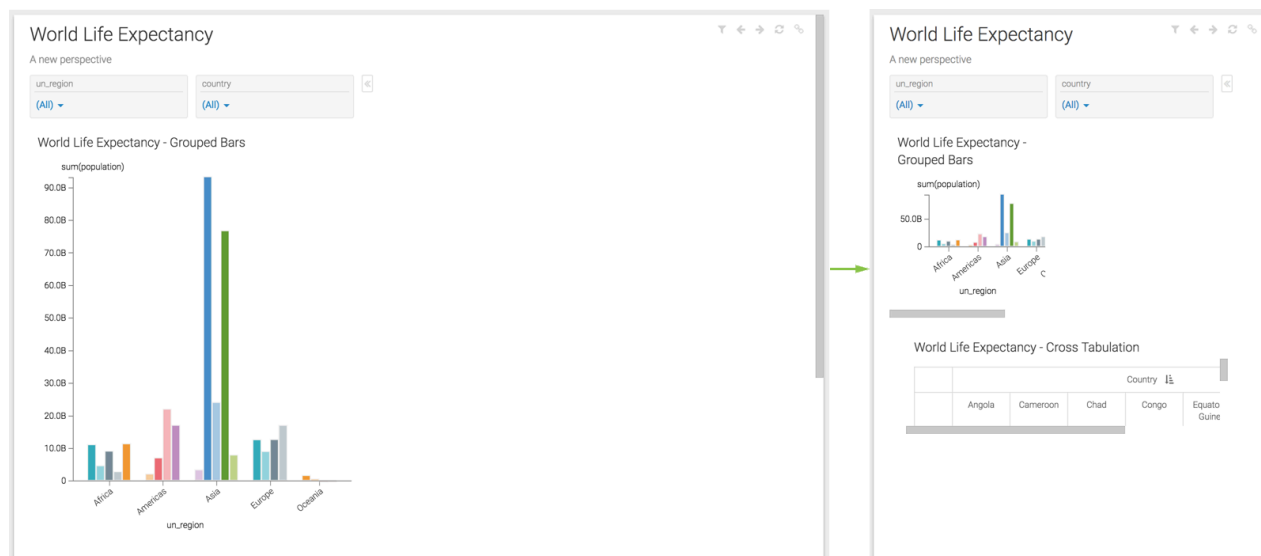 World Life Expectancy
A new perspective
un_region
country
(All)
(All)
World Life Expectancy - Grouped Bars
sum(population)
90.0B
80.0B
70.0B
60.0B
50.0B
40.0B
30.0B
20.0B
10.0B
0
Africa
Americas
Asia
Europe
Oceania
un_region
World Life Expectancy
A new perspective
un_region
country
(All)
(All)
World Life Expectancy -
Grouped Bars
sum(population)
50.0B
0
Africa
Americas
Asia
Europe
un_region
World Life Expectancy - Cross Tabulation
Country
Angola
Cameroon
Chad
Congo
Equato
Guine